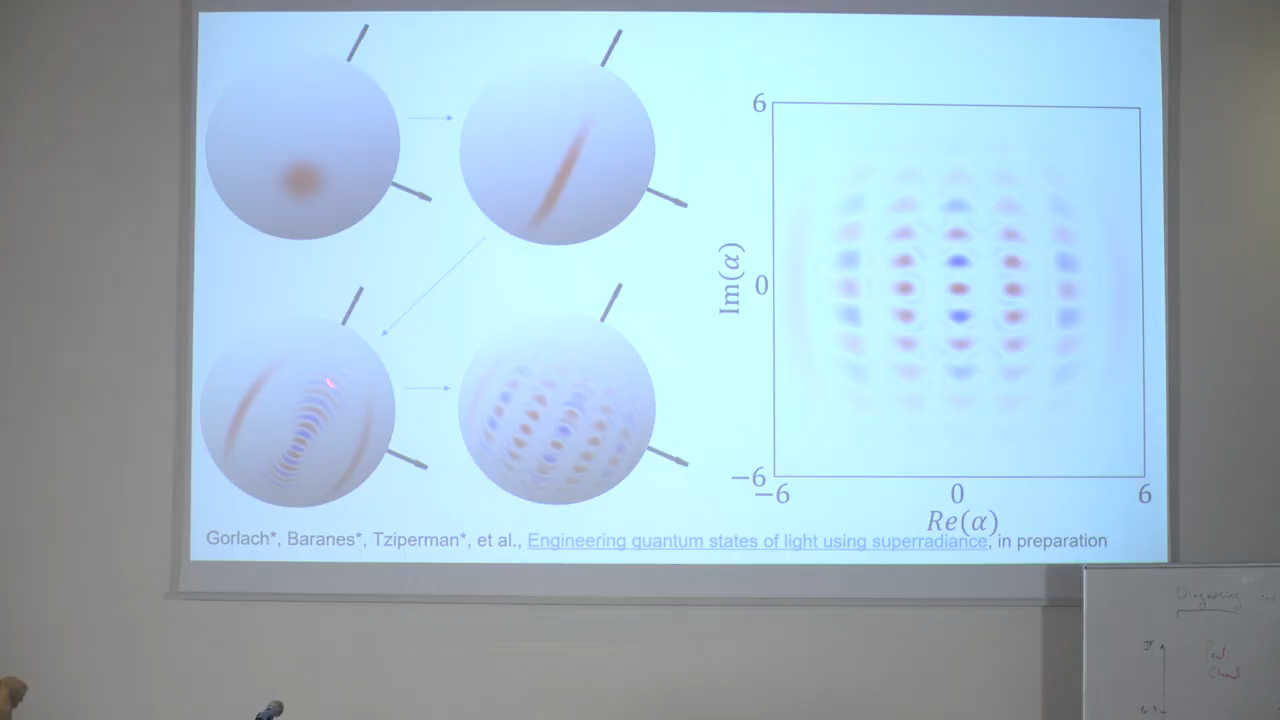 6
Im(α)
0
−6
−6
0
6
Re(α)
Gorlach*, Baranes*, Tziperman*, et al., Engineering quantum states of light using superradiance, in preparation
Diagnosing